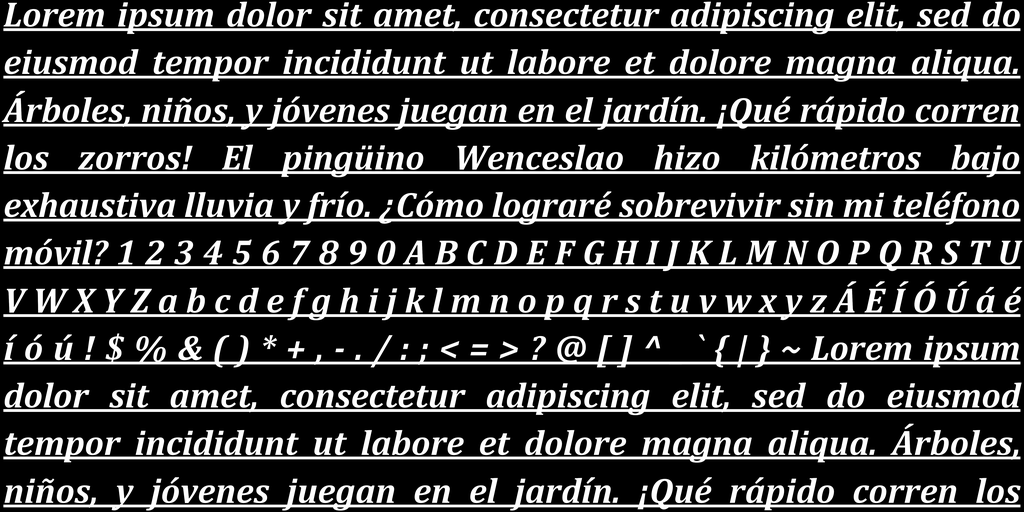 Lorem ipsum dolor sit amet, consectetur adipiscing elit, sed do
eiusmod tempor incididunt ut labore et dolore magna aliqua.
Árboles, niños, y jóvenes juegan en el jardín. ¡Qué rápido corren
los zorros! El pingüino Wenceslao hizo kilómetros bajo
exhaustiva lluvia y frío. ¿Cómo lograré sobrevivir sin mi teléfono
móvil? 1 2 3 4 5 6 7 8 9 0 A B C D E F G H I J K L M N O P Q R S T U
V W X Y Z a b c d e f g h i j k l m n o p q r s t u v w x y z Á É Í Ó Ú á é
í ó ú ! $ % & ( ) * + , - . / : ; < = > ? @ [ ] ^ _ ` { | } ~ Lorem ipsum
dolor sit amet, consectetur adipiscing elit, sed do eiusmod
tempor incididunt ut labore et dolore magna aliqua. Árboles,
niños, y jóvenes juegan en el jardín. ¡Qué rápido corren los